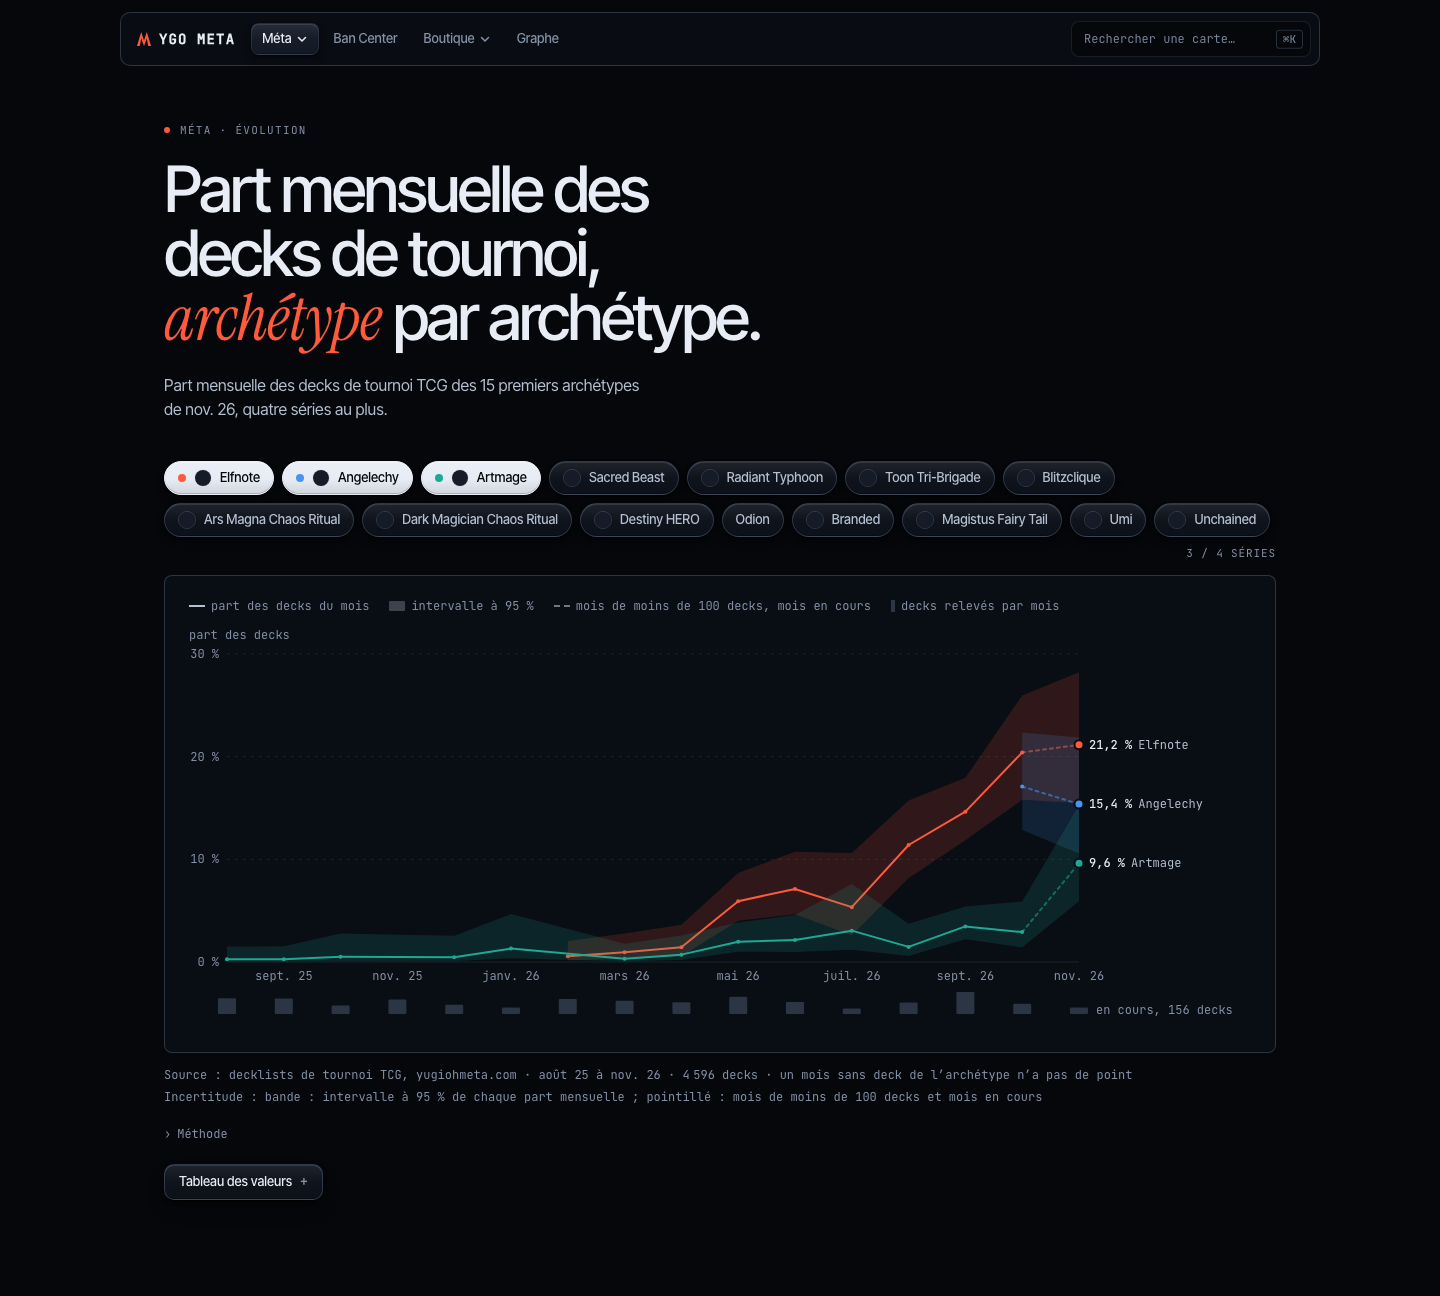 YGO META
Méta
Ban Center
Boutique
Graphe
Rechercher une carte…
⌘K
MÉTA · ÉVOLUTION
Part mensuelle des
decks de tournoi,
archétype par archétype.
Part mensuelle des decks de tournoi TCG des 15 premiers archétypes
de nov. 26, quatre séries au plus.
Elfnote
Angelechy
Artmage
Sacred Beast
Radiant Typhoon
Toon Tri-Brigade
Blitzclique
Ars Magna Chaos Ritual
Dark Magician Chaos Ritual
Destiny HERO
Odion
Branded
Magistus Fairy Tail
Umi
Unchained
3 / 4 SÉRIES
part des decks du mois
intervalle à 95 %
mois de moins de 100 decks, mois en cours
decks relevés par mois
part des decks
30 %
20 %
10 %
0 %
21,2 % Elfnote
15,4 % Angelechy
9,6 % Artmage
sept. 25
nov. 25
janv. 26
mars 26
mai 26
juil. 26
sept. 26
nov. 26
en cours, 156 decks
Source : decklists de tournoi TCG, yugiohmeta.com · août 25 à nov. 26 · 4 596 decks · un mois sans deck de l’archétype n’a pas de point
Incertitude : bande : intervalle à 95 % de chaque part mensuelle ; pointillé : mois de moins de 100 decks et mois en cours
› Méthode
Tableau des valeurs +